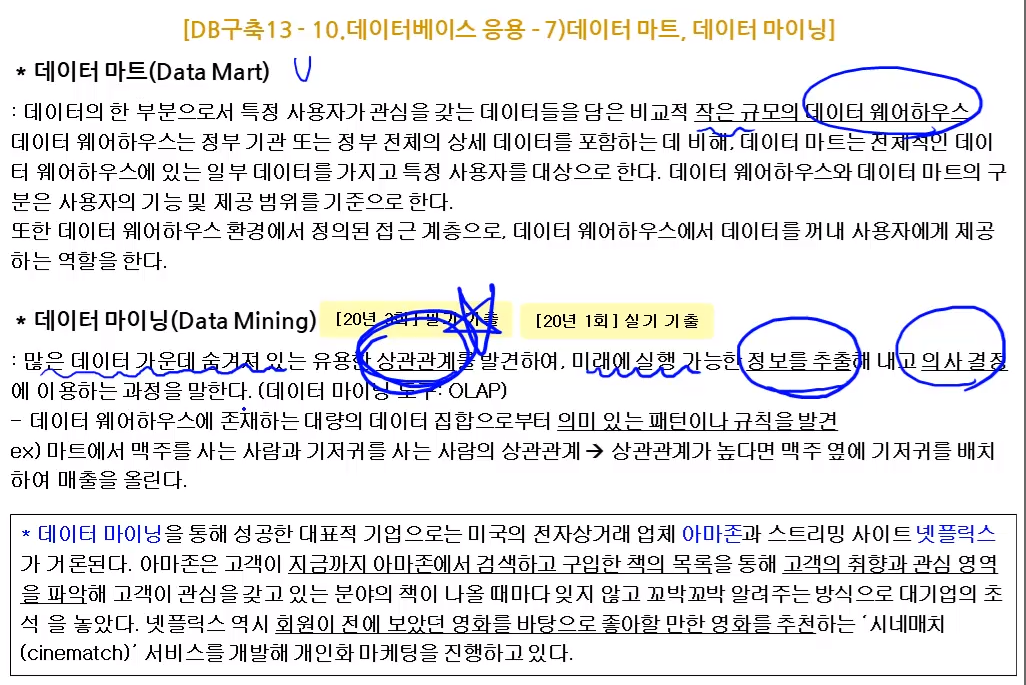 [DB구축13 - 10.데이터베이스 응용 - 7)데이터 마트, 데이터 마이닝]
* 데이터 마트(Data Mart)
: 데이터의 한 부분으로서 특정 사용자가 관심을 갖는 데이터들을 담은 비교적 작은 규모의 데이터 웨어하우스
데이터 웨어하우스는 정부 기관 또는 정부 전체의 상세 데이터를 포함하는 데 비해, 데이터 마트는 전체적인 데이
터 웨어하우스에 있는 일부 데이터를 가지고 특정 사용자를 대상으로 한다. 데이터 웨어하우스와 데이터 마트의 구
분은 사용자의 기능 및 제공 범위를 기준으로 한다.
또한 데이터 웨어하우스 환경에서 정의된 접근 계층으로, 데이터 웨어하우스에서 데이터를 꺼내 사용자에게 제공
하는 역할을 한다.
* 데이터 마이닝(Data Mining) [20년 3회] 필기 기출 [20년 1회] 실기 기출
: 많은 데이터 가운데 숨겨져 있는 유용한 상관관계를 발견하여, 미래에 실행 가능한 정보를 추출해 내고 의사 결정
에 이용하는 과정을 말한다. (데이터 마이닝 도구: OLAP)
- 데이터 웨어하우스에 존재하는 대량의 데이터 집합으로부터 의미 있는 패턴이나 규칙을 발견
ex) 마트에서 맥주를 사는 사람과 기저귀를 사는 사람의 상관관계 → 상관관계가 높다면 맥주 옆에 기저귀를 배치
하여 매출을 올린다.
* 데이터 마이닝을 통해 성공한 대표적 기업으로는 미국의 전자상거래 업체 아마존과 스트리밍 사이트 넷플릭스
가 거론된다. 아마존은 고객이 지금까지 아마존에서 검색하고 구입한 책의 목록을 통해 고객의 취향과 관심 영역
을 파악해 고객이 관심을 갖고 있는 분야의 책이 나올 때마다 잊지 않고 꼬박꼬박 알려주는 방식으로 대기업의 초
석 을 놓았다. 넷플릭스 역시 회원이 전에 보았던 영화를 바탕으로 좋아할 만한 영화를 추천하는 '시네매치
(cinematch)' 서비스를 개발해 개인화 마케팅을 진행하고 있다.